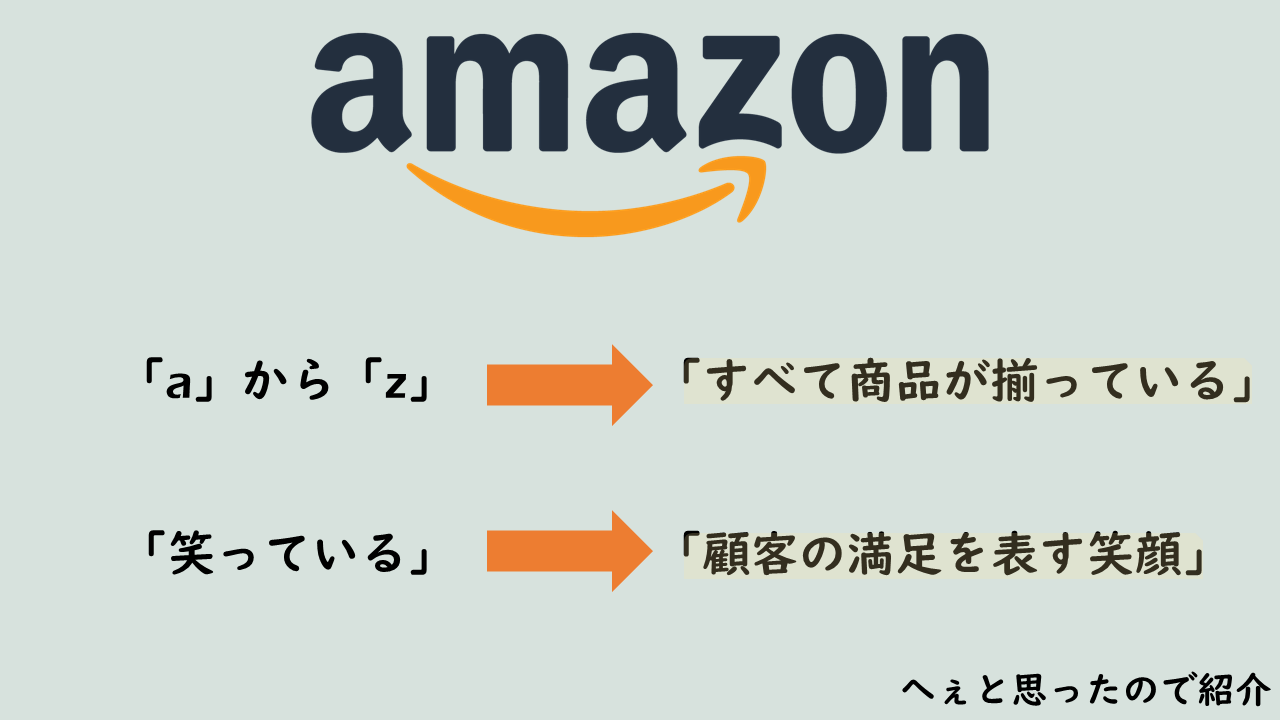 amazon
「a」から「z」
「すべて商品が揃っている」
「笑っている」
「顧客の満足を表す笑顔」
へぇと思ったので紹介